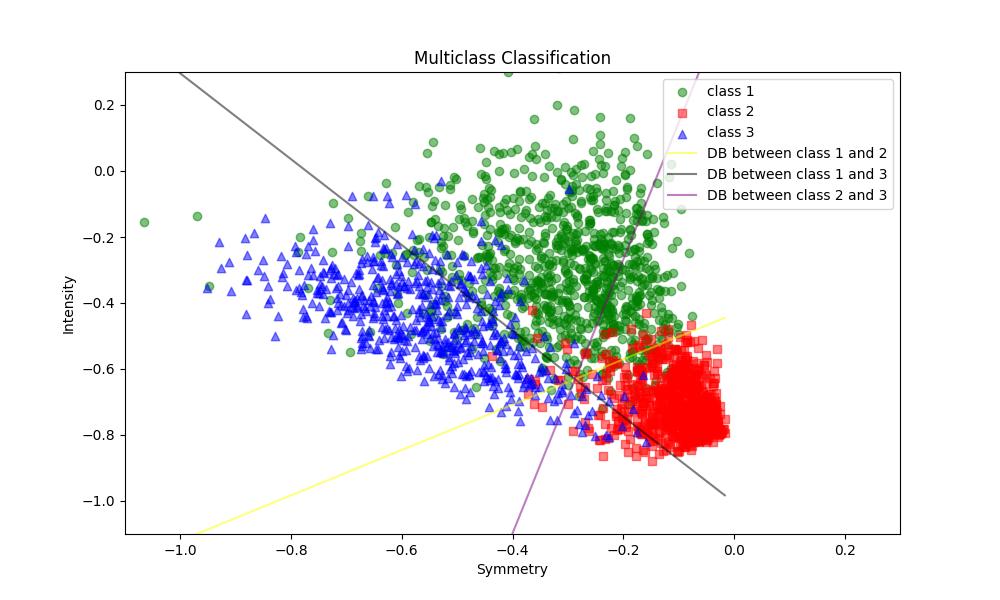 Multiclass Classification
class 1
class 2
class 3
DB between class 1 and 2
DB between class 1 and 3
DB between class 2 and 3
Intensity
0.2
0.0
−0.2
−0.4
−0.6
−0.8
−1.0
−1.0 −0.8 −0.6 −0.4 −0.2 0.0 0.2
Symmetry